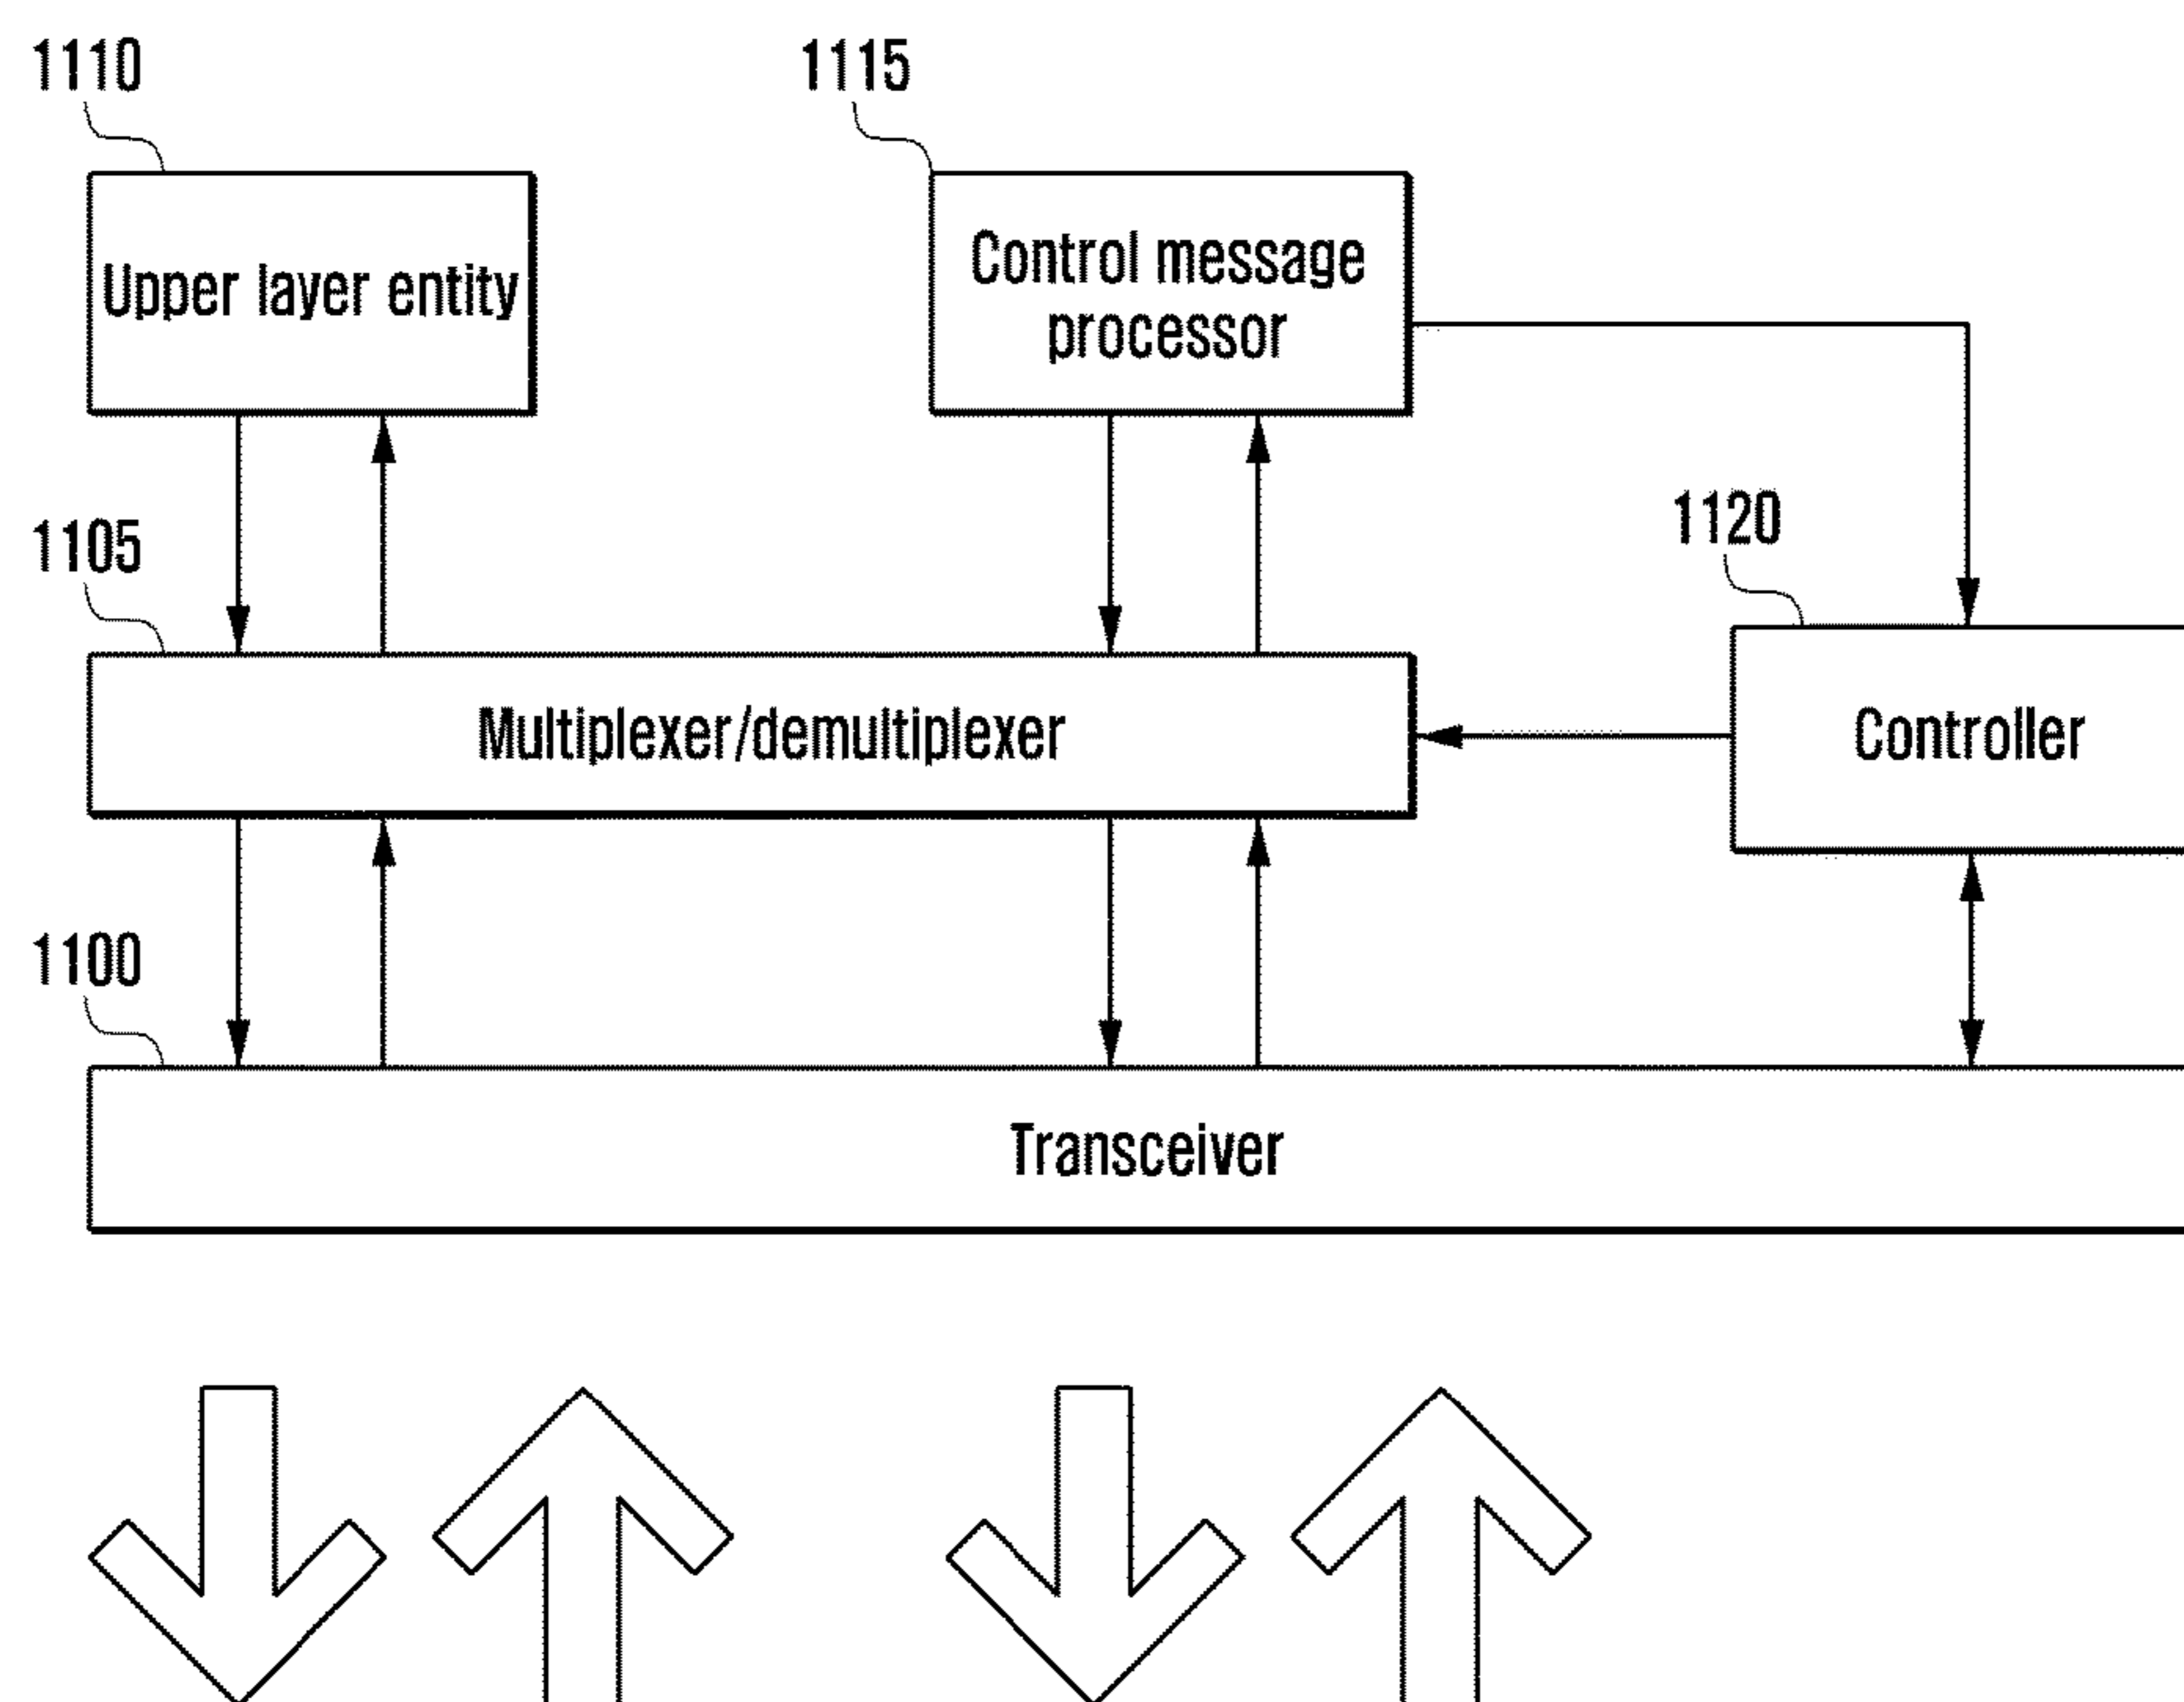 1110
1115
Upper layer entity
Control message
processor
1105
1120
Multiplexer/demultiplexer
Controller
1100
Transceiver